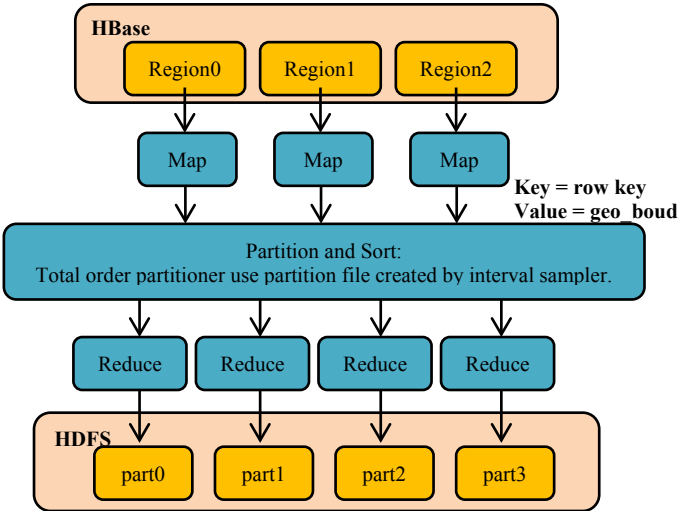 HBase
Region0 Region1 Region2
Map Map Map
Key = row key
Value = geo_boud
Partition and Sort:
Total order partitioner use partition file created by interval sampler.
Reduce Reduce Reduce Reduce
HDFS
part0 part1 part2 part3